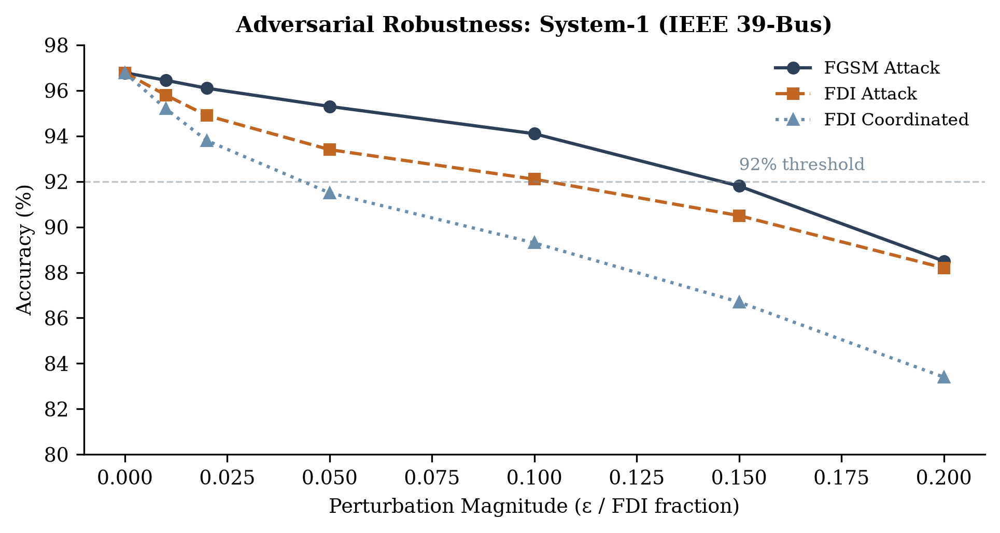 Adversarial Robustness: System-1 (IEEE 39-Bus)
98
96
94
92
90
88
86
84
82
80
Accuracy (%)
FGSM Attack
FDI Attack
FDI Coordinated
92% threshold
0.000 0.025 0.050 0.075 0.100 0.125 0.150 0.175 0.200
Perturbation Magnitude (ε / FDI fraction)